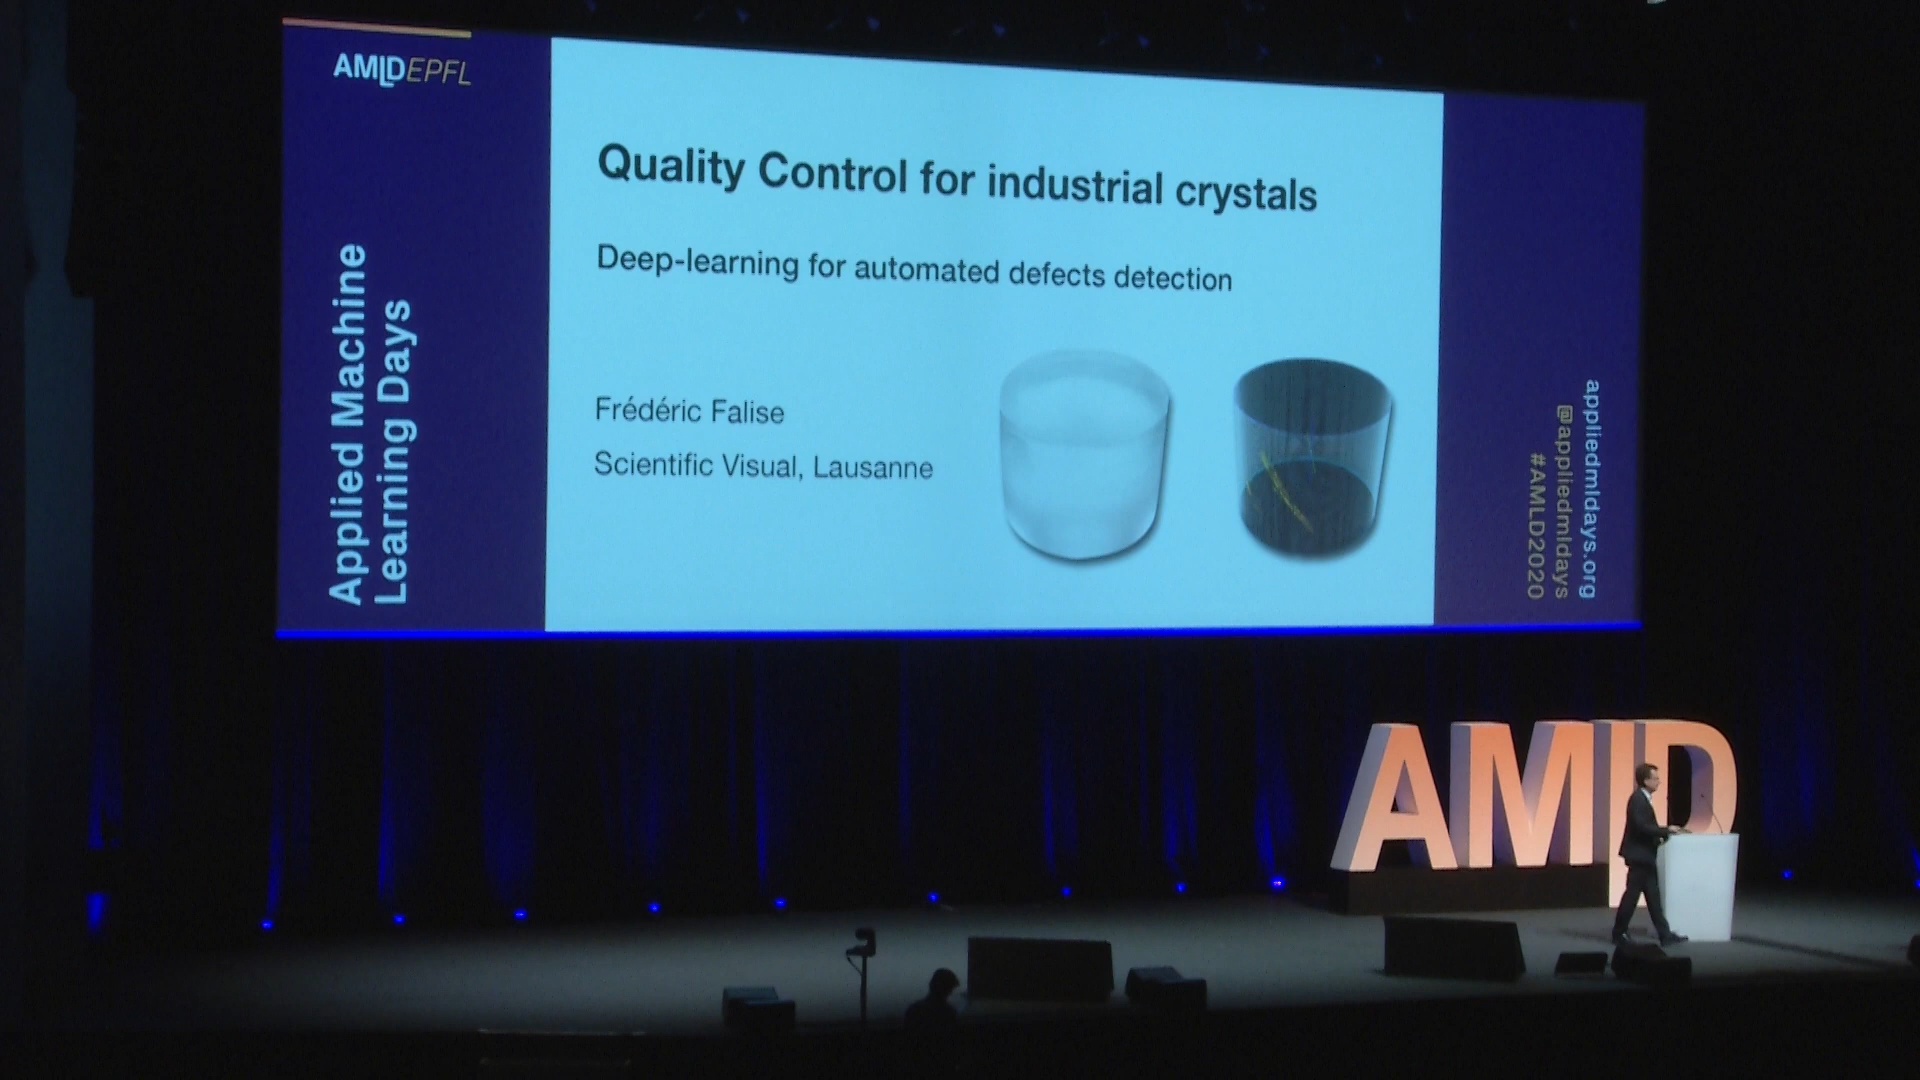 AMLDEPFL
Applied Machine
Learning Days
Quality Control for industrial crystals
Deep-learning for automated defects detection
Frédéric Falise
Scientific Visual, Lausanne
appliedmldays.org
@appliedmldays
#AMLD2020
AMLD